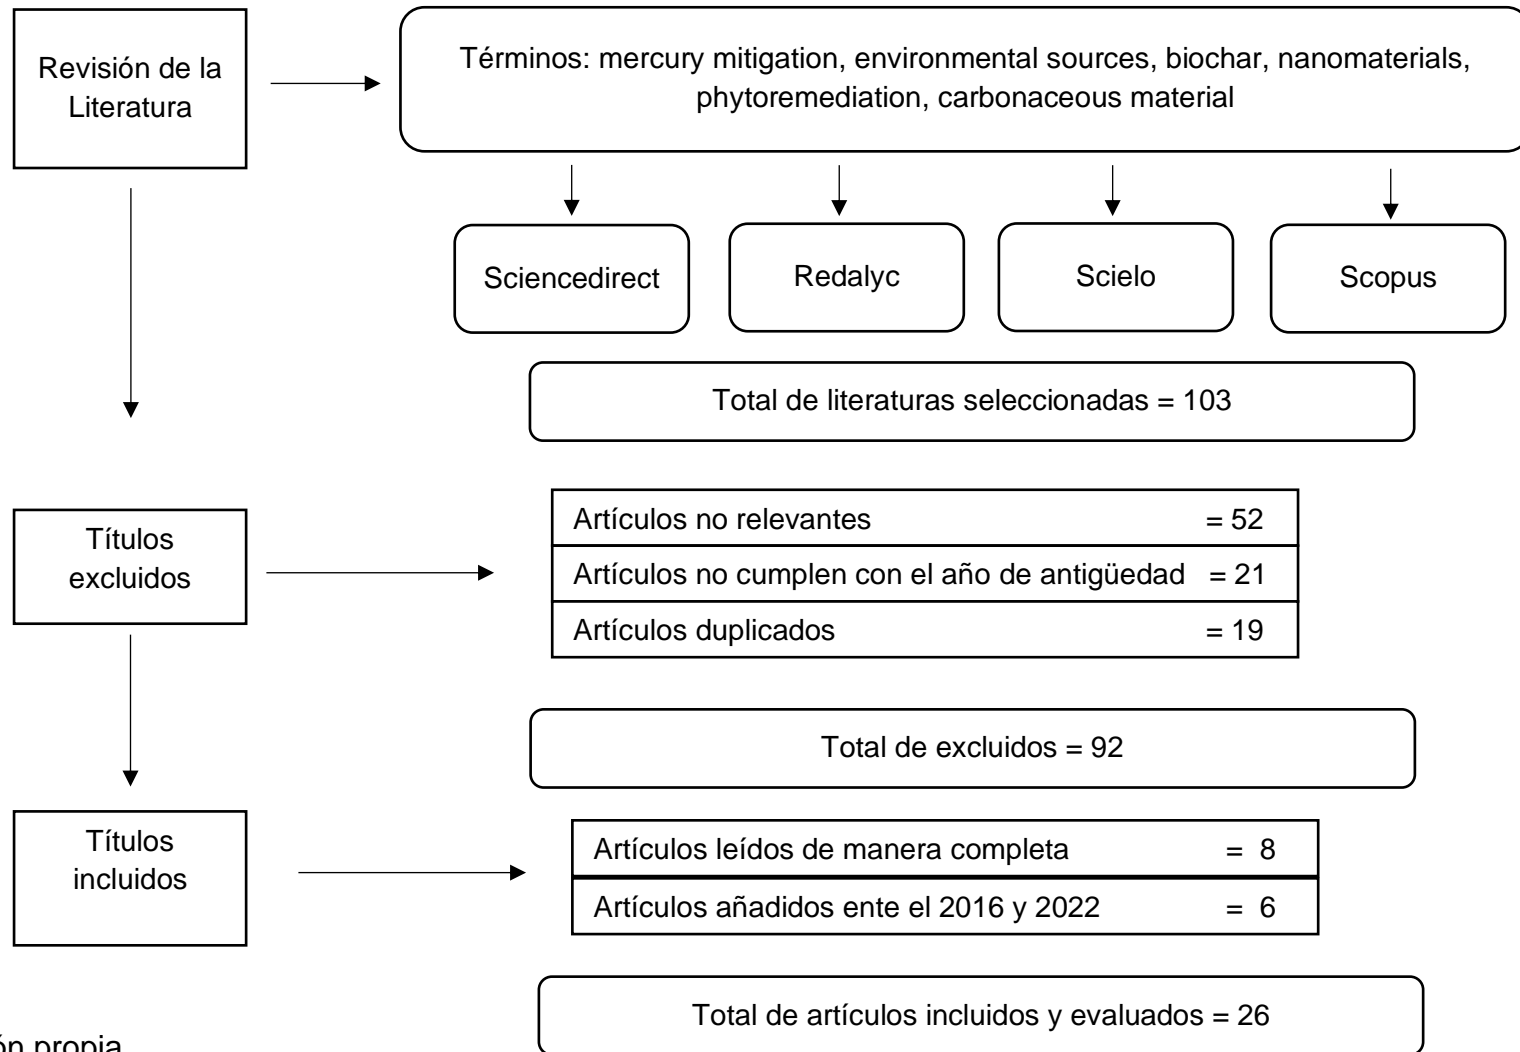 Revisión de la
Literatura
Términos: mercury mitigation, environmental sources, biochar, nanomaterials,
phytoremediation, carbonaceous material
Sciencedirect
Redalyc
Scielo
Scopus
Total de literaturas seleccionadas = 103
Títulos
excluidos
Artículos no relevantes = 52
Artículos no cumplen con el año de antigüedad = 21
Artículos duplicados = 19
Total de excluidos = 92
Títulos
incluidos
Artículos leídos de manera completa = 8
Artículos añadidos ente el 2016 y 2022 = 6
Total de artículos incluidos y evaluados = 26
ón propia